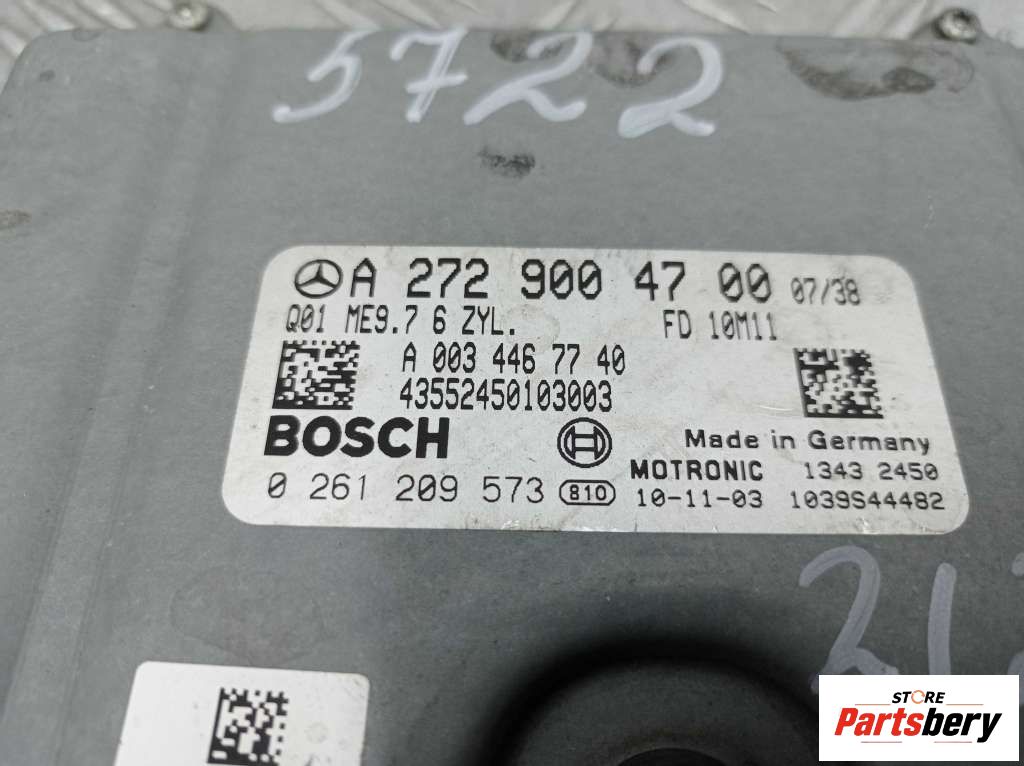 5722
A 272 900 47 00 07/38
Q01 ME9.7 6 ZYL. FD 10M11
A 003 446 77 40
43552450103003
BOSCH Made in Germany
MOTRONIC 1343 2450
0 261 209 573 810 10-11-03 1039S44482
STORE
Partsbery